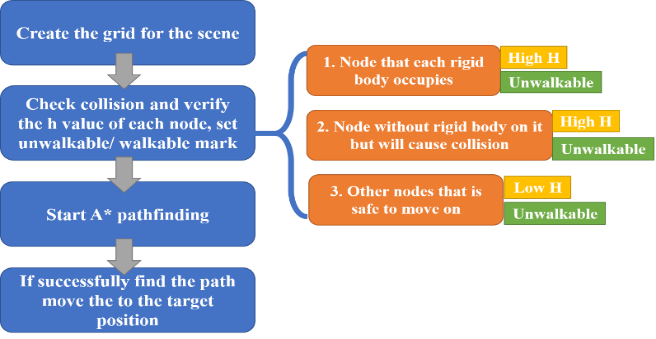 Create the grid for the scene
Check collision and verify
the h value of each node, set
unwalkable/ walkable mark
Start A* pathfinding
If successfully find the path
move the to the target
position
1. Node that each rigid
body occupies
High H
Unwalkable
2. Node without rigid body on it
but will cause collision
High H
Unwalkable
3. Other nodes that is
safe to move on
Low H
Unwalkable